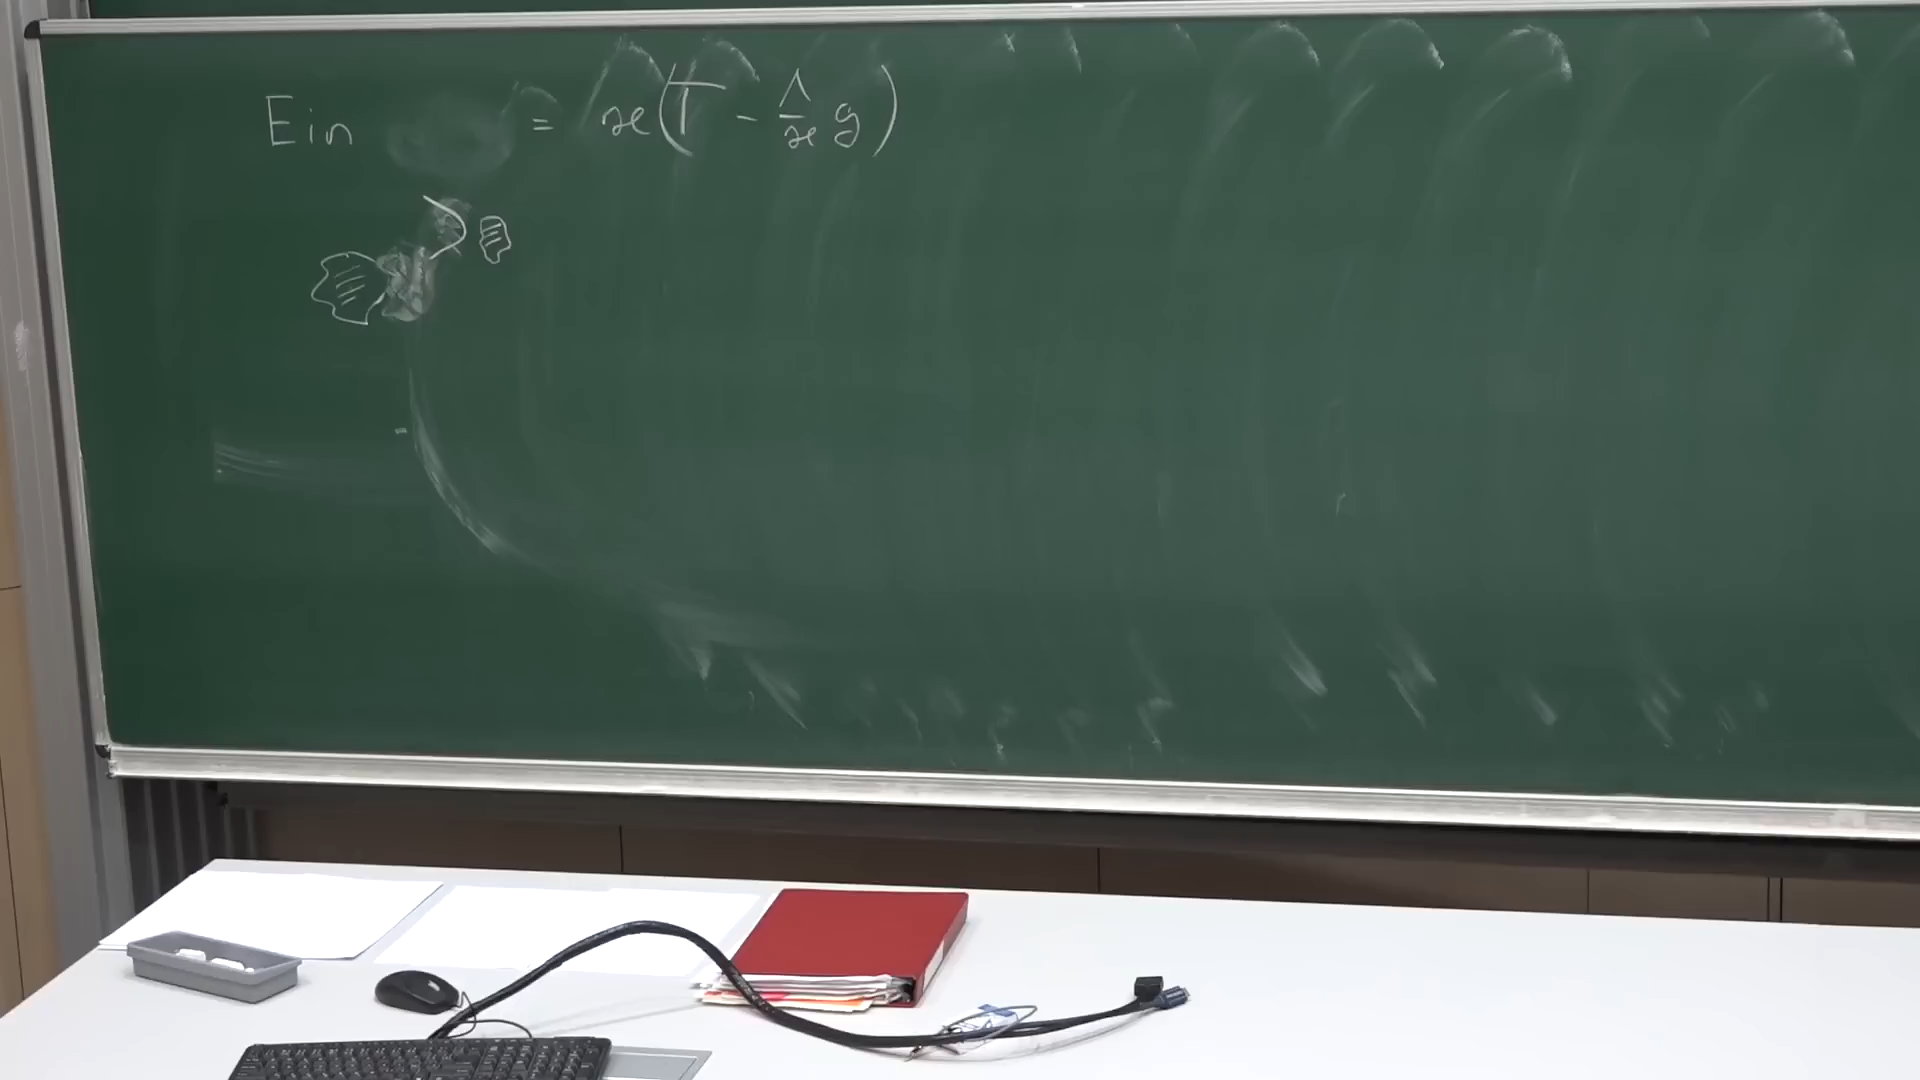 Ein = ϰ(T - Λ/ϰ g)